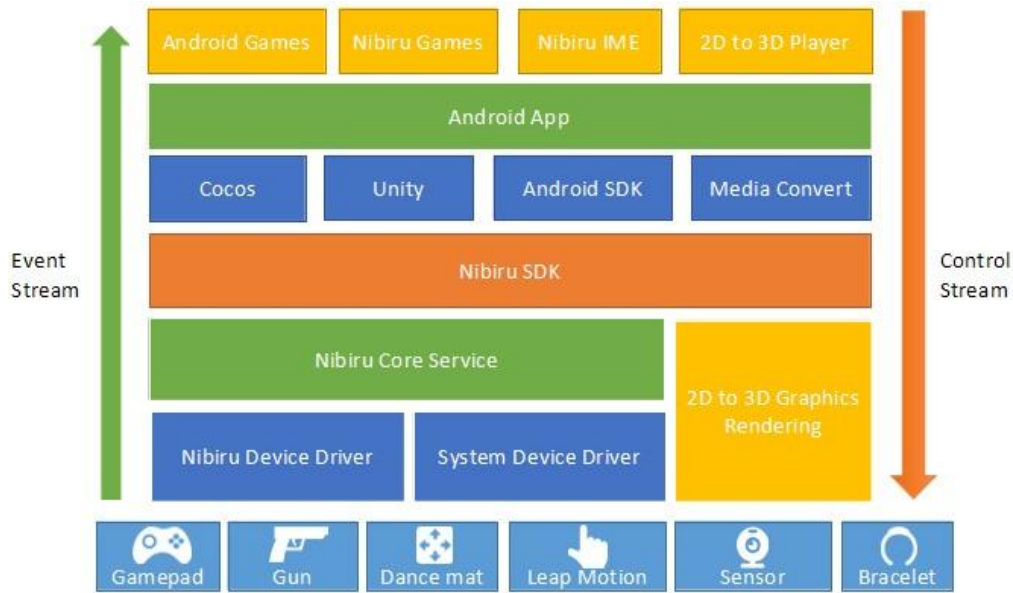 Android Games
Nibiru Games
Nibiru IME
2D to 3D Player
Android App
Cocos
Unity
Android SDK
Media Convert
Event
Stream
Nibiru SDK
Control
Stream
Nibiru Core Service
2D to 3D Graphics
Rendering
Nibiru Device Driver
System Device Driver
Gamepad
Gun
Dance mat
Leap Motion
Sensor
Bracelet